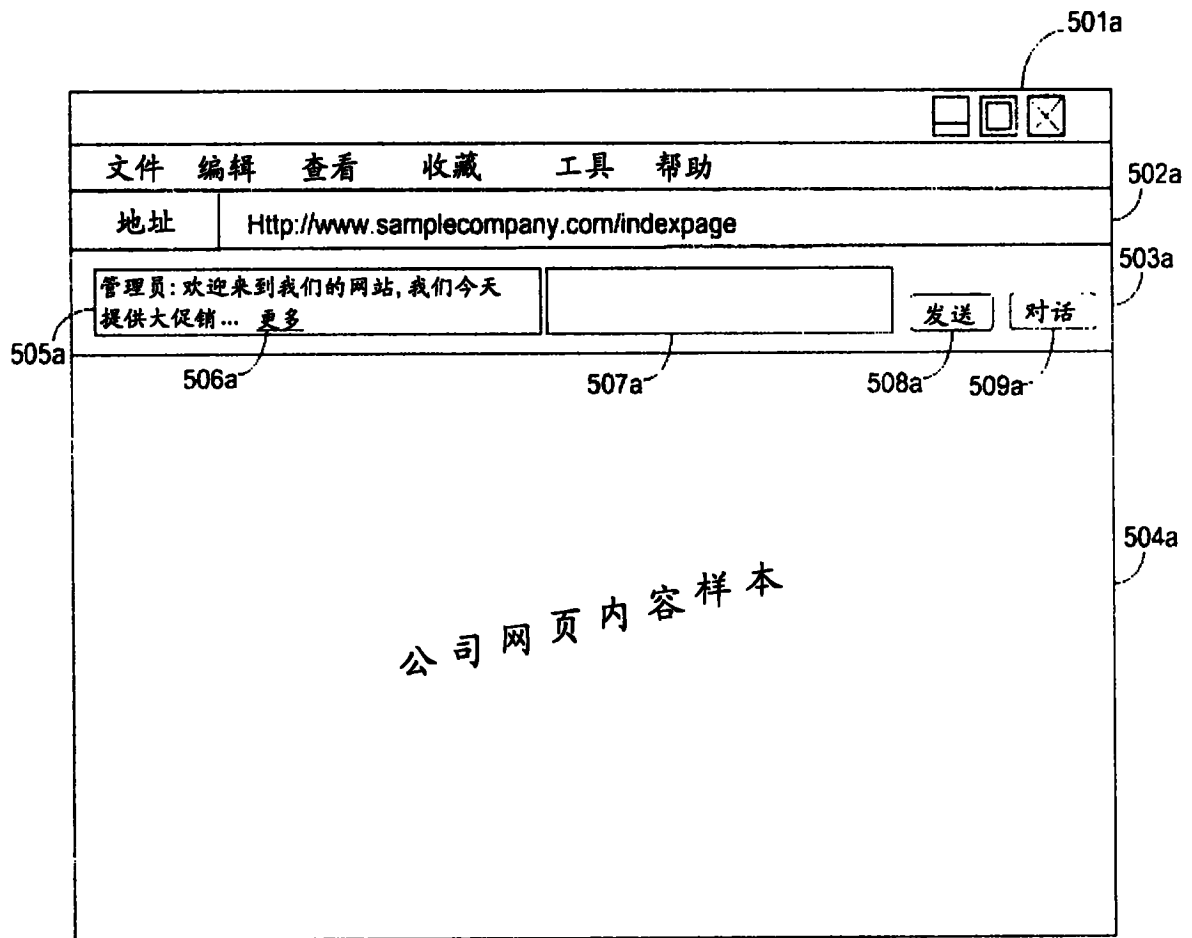 501a
文件 编辑 查看 收藏 工具 帮助
502a
地址 Http://www.samplecompany.com/indexpage
503a
管理员:欢迎来到我们的网站,我们今天
提供大促销... 更多
发送 对话
505a
506a 507a 508a 509a
504a
公司网页内容样本